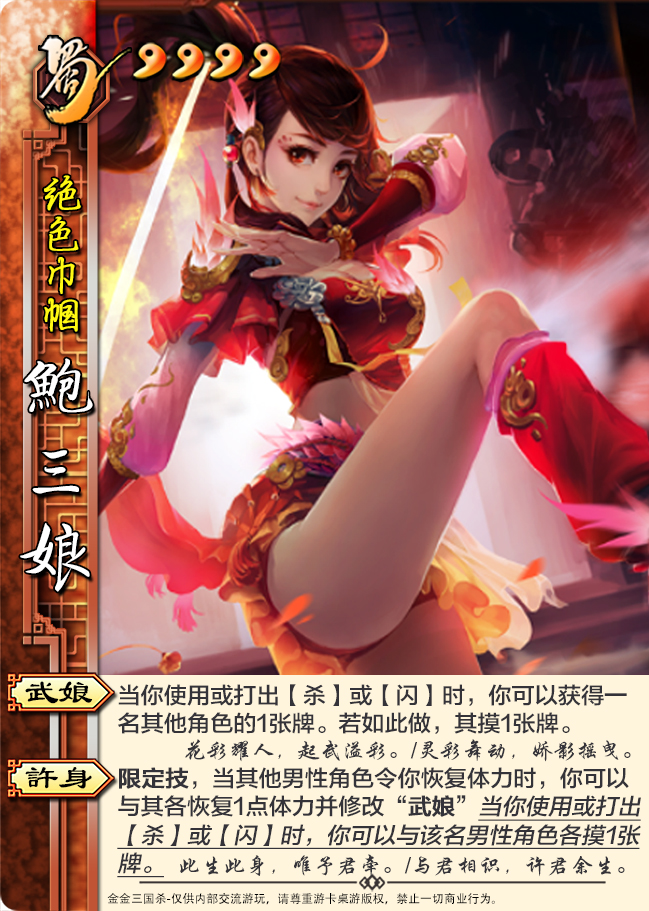 蜀
绝色巾帼
鮑三娘
武娘
当你使用或打出【杀】或【闪】时，你可以获得一
名其他角色的1张牌。若如此做，其摸1张牌。
花彩耀人，起武溢彩。/灵彩舞动，娇影摇曳。
許身
限定技，当其他男性角色令你恢复体力时，你可以
与其各恢复1点体力并修改“武娘”当你使用或打出
【杀】或【闪】时，你可以与该名男性角色各摸1张
牌。 此生此身，唯予君牵。/与君相识，许君余生。
金金三国杀-仅供内部交流游玩，请尊重游卡桌游版权，禁止一切商业行为。